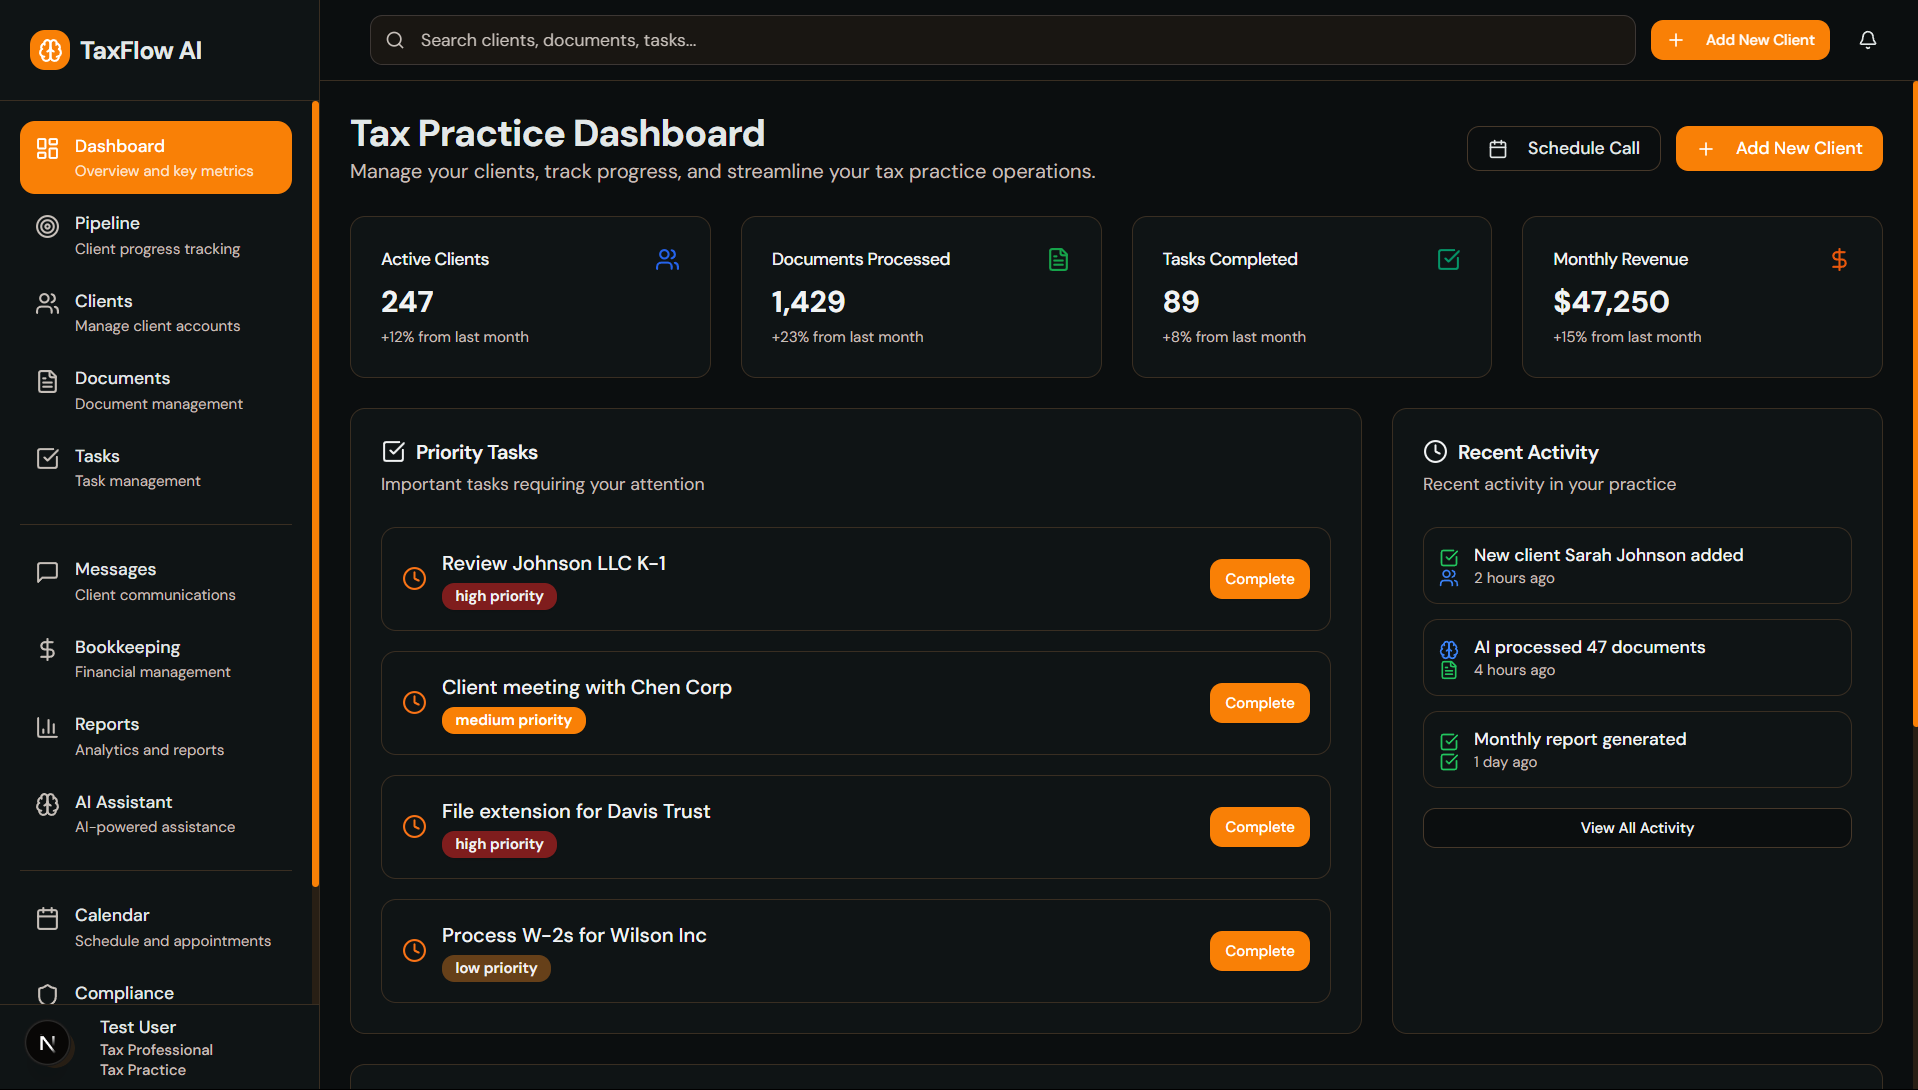 TaxFlow AI
Search clients, documents, tasks...
Add New Client
Dashboard
Overview and key metrics
Pipeline
Client progress tracking
Clients
Manage client accounts
Documents
Document management
Tasks
Task management
Messages
Client communications
Bookkeeping
Financial management
Reports
Analytics and reports
AI Assistant
AI-powered assistance
Calendar
Schedule and appointments
Compliance
N
Test User
Tax Professional
Tax Practice
Tax Practice Dashboard
Manage your clients, track progress, and streamline your tax practice operations.
Schedule Call
Add New Client
Active Clients
247
+12% from last month
Documents Processed
1,429
+23% from last month
Tasks Completed
89
+8% from last month
Monthly Revenue
$47,250
+15% from last month
Priority Tasks
Important tasks requiring your attention
Review Johnson LLC K-1
high priority
Complete
Client meeting with Chen Corp
medium priority
Complete
File extension for Davis Trust
high priority
Complete
Process W-2s for Wilson Inc
low priority
Complete
Recent Activity
Recent activity in your practice
New client Sarah Johnson added
2 hours ago
AI processed 47 documents
4 hours ago
Monthly report generated
1 day ago
View All Activity